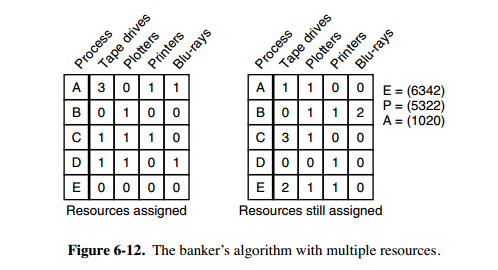 Process Tape drives Plotters Printers Blu-rays
A 3 0 1 1
B 0 1 0 0
C 1 1 1 0
D 1 1 0 1
E 0 0 0 0
Resources assigned
Process Tape drives Plotters Printers Blu-rays
A 1 1 0 0
B 0 1 1 2
C 3 1 0 0
D 0 0 1 0
E 2 1 1 0
Resources still assigned
E = (6342)
P = (5322)
A = (1020)
Figure 6-12. The banker's algorithm with multiple resources.